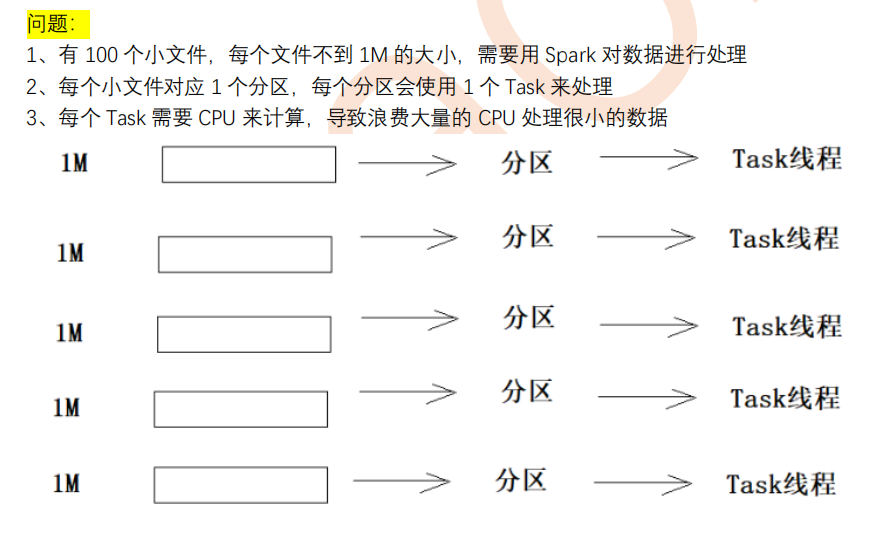 问题：
1、有 100 个小文件，每个文件不到 1M 的大小，需要用 Spark 对数据进行处理
2、每个小文件对应 1 个分区，每个分区会使用 1 个 Task 来处理
3、每个 Task 需要 CPU 来计算，导致浪费大量的 CPU 处理很小的数据
1M 分区 Task线程
1M 分区 Task线程
1M 分区 Task线程
1M 分区 Task线程
1M 分区 Task线程